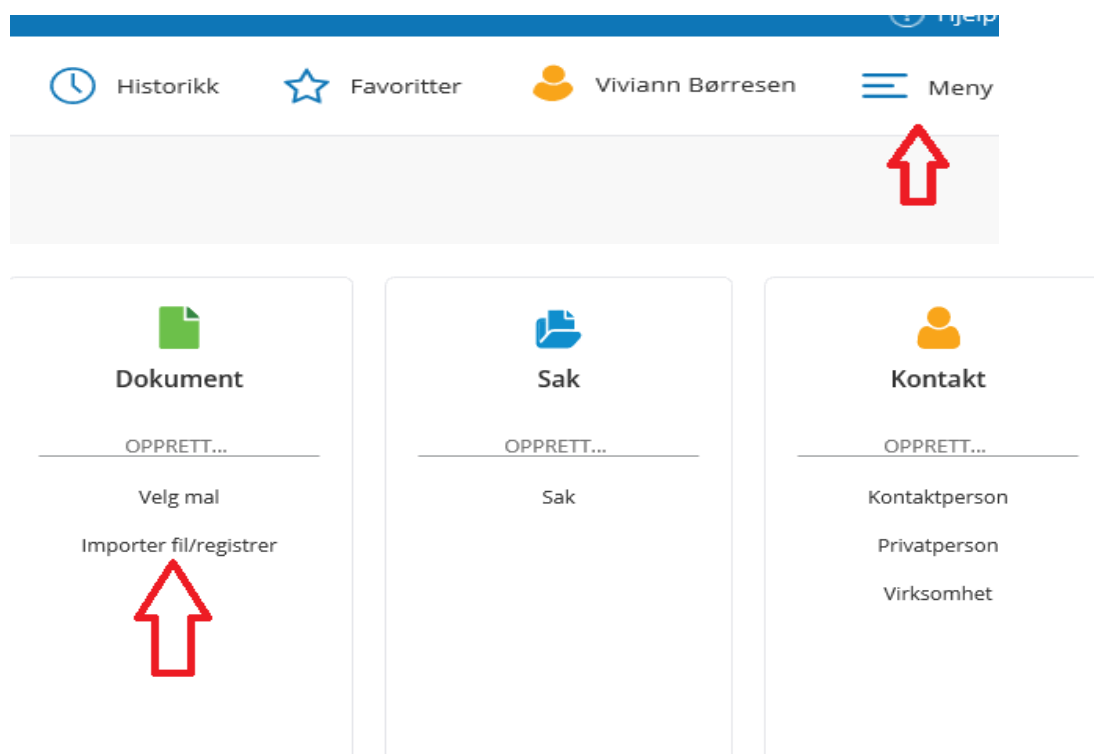 Hjelp
Historikk Favoritter Viviann Børresen Meny
Dokument Sak Kontakt
OPPRETT... OPPRETT... OPPRETT...
Velg mal Sak Kontaktperson
Importer fil/registrer Privatperson
Virksomhet